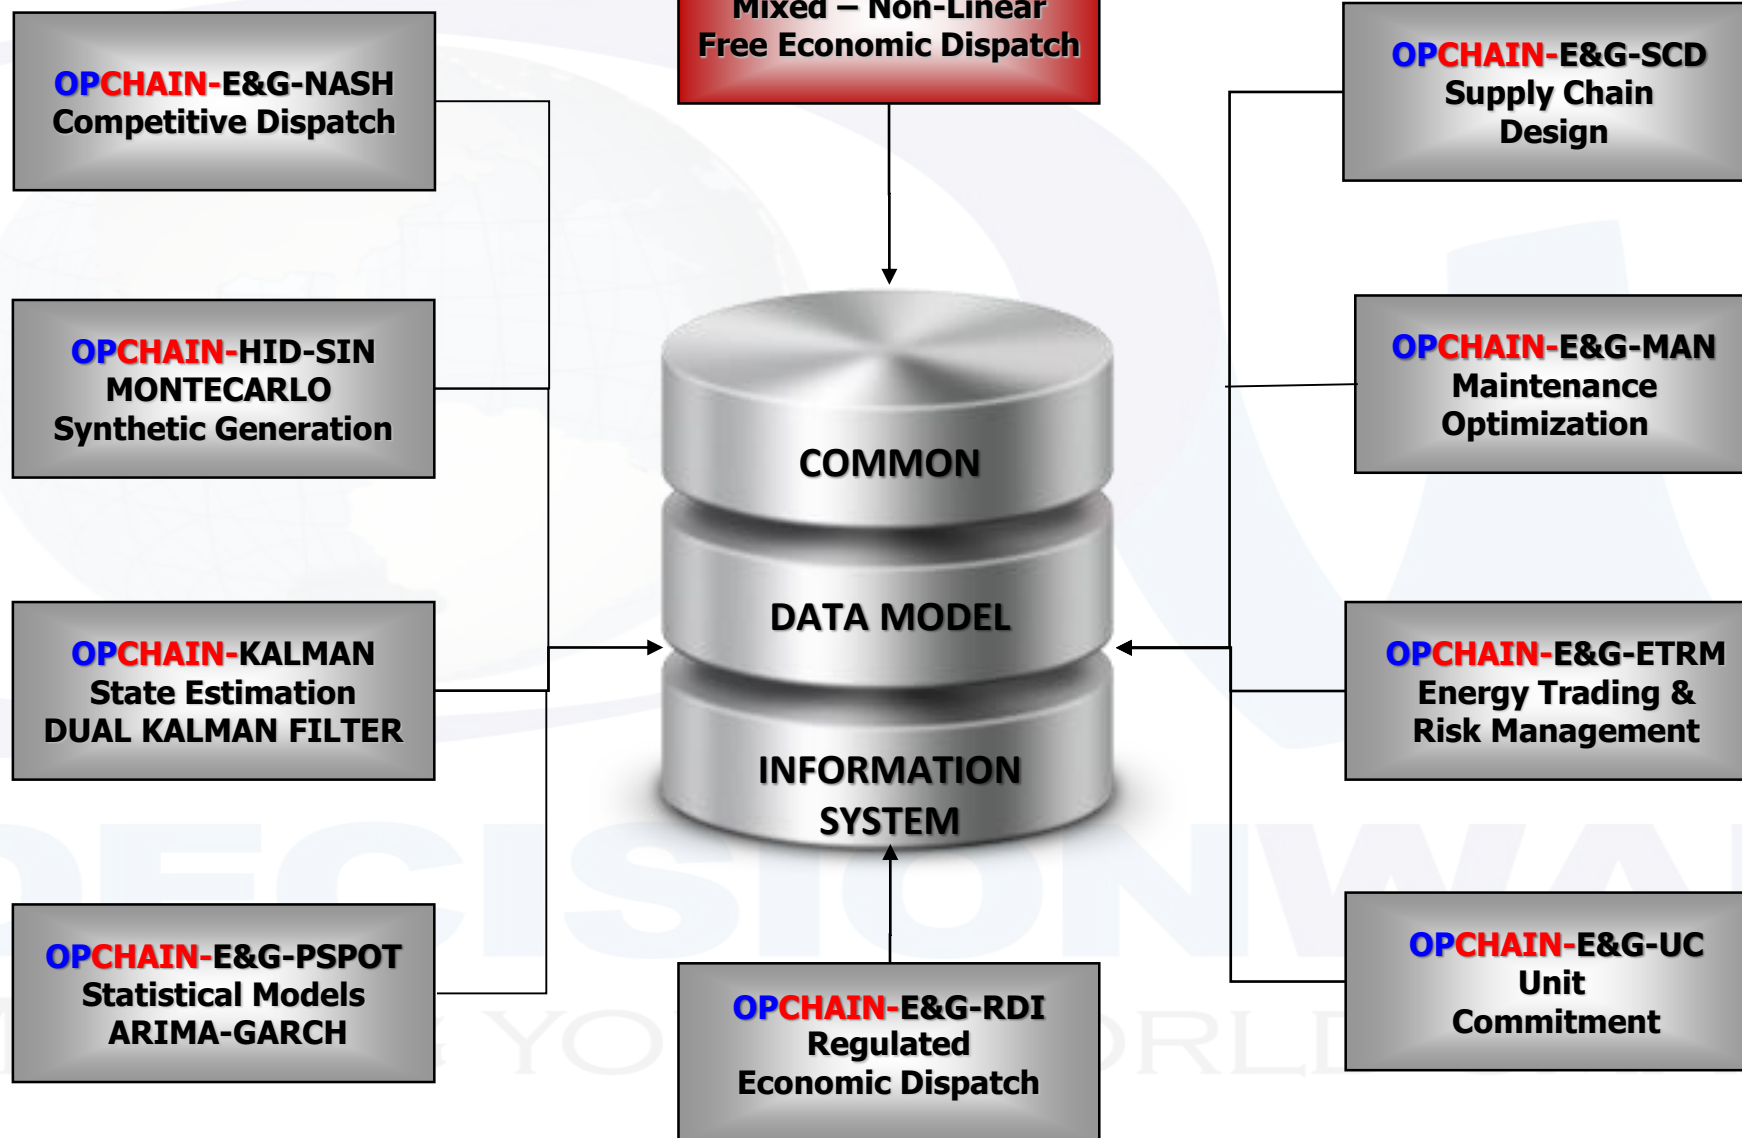 Mixed – Non-Linear
Free Economic Dispatch
OPCHAIN-E&G-NASH
Competitive Dispatch
OPCHAIN-E&G-SCD
Supply Chain
Design
OPCHAIN-HID-SIN
MONTECARLO
Synthetic Generation
OPCHAIN-E&G-MAN
Maintenance
Optimization
COMMON
DATA MODEL
INFORMATION
SYSTEM
OPCHAIN-KALMAN
State Estimation
DUAL KALMAN FILTER
OPCHAIN-E&G-ETRM
Energy Trading &
Risk Management
OPCHAIN-E&G-PSPOT
Statistical Models
ARIMA-GARCH
OPCHAIN-E&G-RDI
Regulated
Economic Dispatch
OPCHAIN-E&G-UC
Unit
Commitment